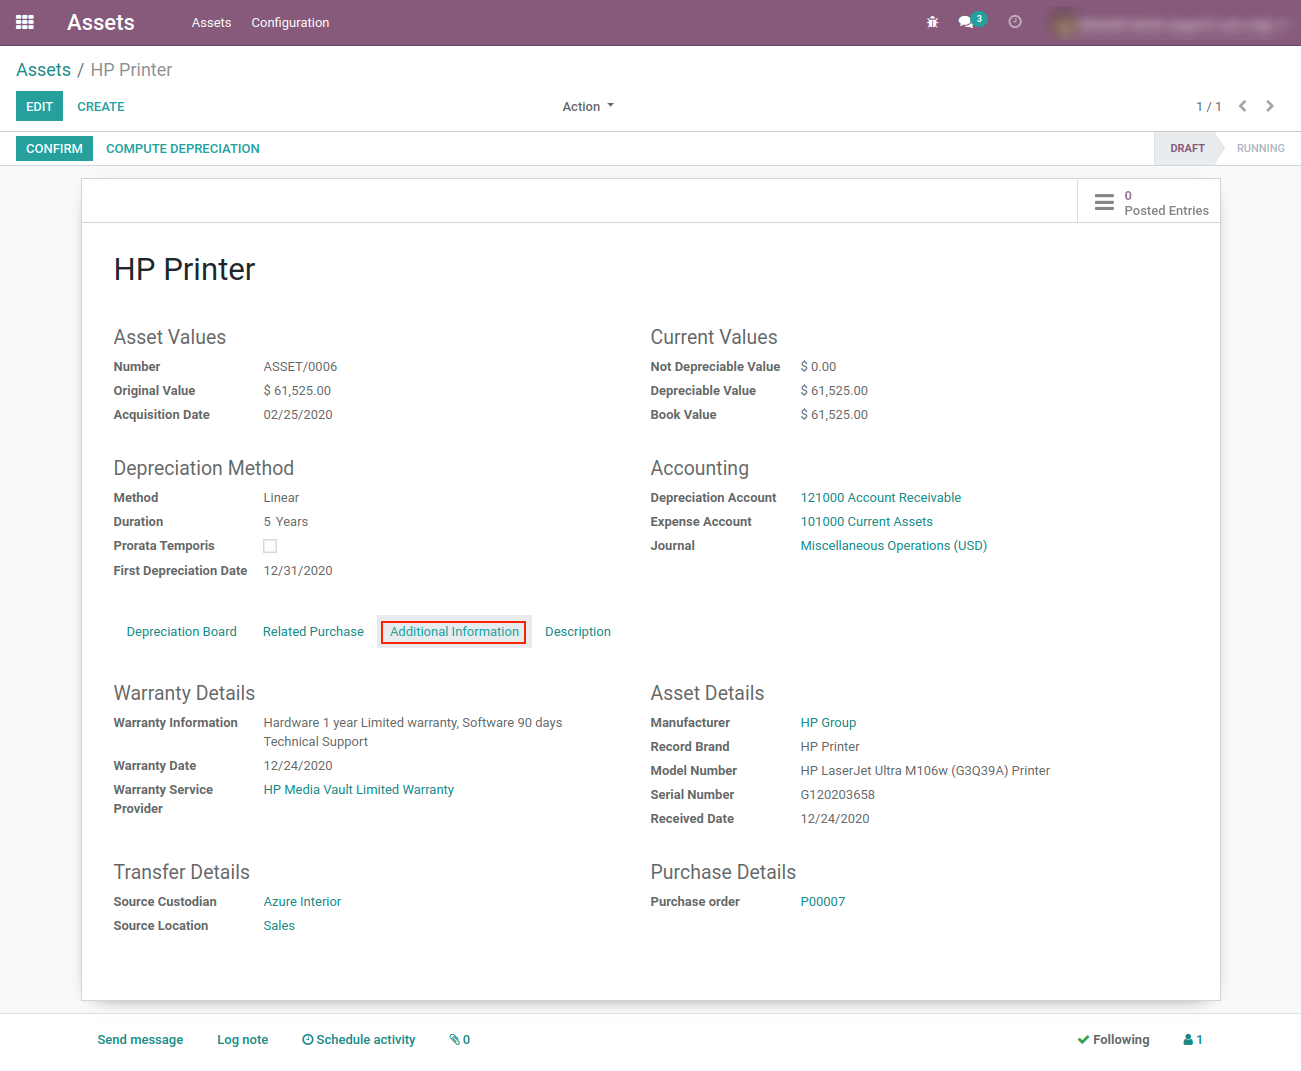 Assets
Assets
Configuration
3
Assets / HP Printer
EDIT
CREATE
Action
1 / 1
CONFIRM
COMPUTE DEPRECIATION
DRAFT
RUNNING
0
Posted Entries
HP Printer
Asset Values
Number ASSET/0006
Original Value $ 61,525.00
Acquisition Date 02/25/2020
Current Values
Not Depreciable Value $ 0.00
Depreciable Value $ 61,525.00
Book Value $ 61,525.00
Depreciation Method
Method Linear
Duration 5 Years
Prorata Temporis
First Depreciation Date 12/31/2020
Accounting
Depreciation Account 121000 Account Receivable
Expense Account 101000 Current Assets
Journal Miscellaneous Operations (USD)
Depreciation Board
Related Purchase
Additional Information
Description
Warranty Details
Warranty Information Hardware 1 year Limited warranty, Software 90 days
Technical Support
Warranty Date 12/24/2020
Warranty Service HP Media Vault Limited Warranty
Provider
Asset Details
Manufacturer HP Group
Record Brand HP Printer
Model Number HP LaserJet Ultra M106w (G3Q39A) Printer
Serial Number G120203658
Received Date 12/24/2020
Transfer Details
Source Custodian Azure Interior
Source Location Sales
Purchase Details
Purchase order P00007
Send message
Log note
Schedule activity
0
Following
1